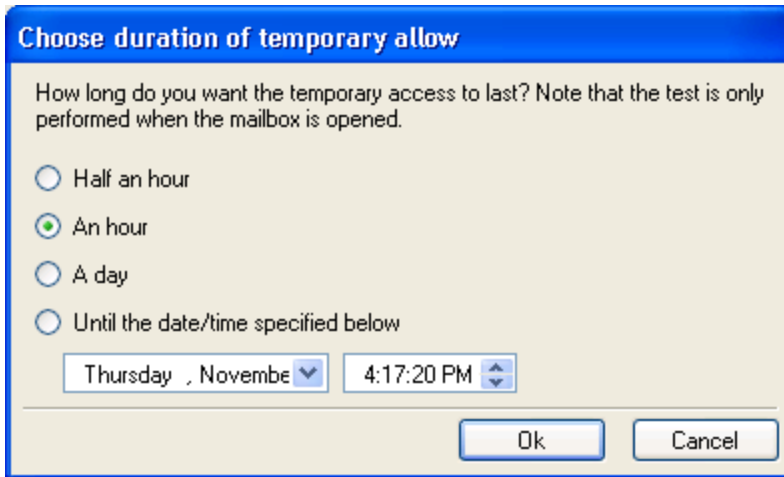 Choose duration of temporary allow
How long do you want the temporary access to last? Note that the test is only
performed when the mailbox is opened.
Half an hour
An hour
A day
Until the date/time specified below
Thursday , Novembe 4:17:20 PM
Ok Cancel